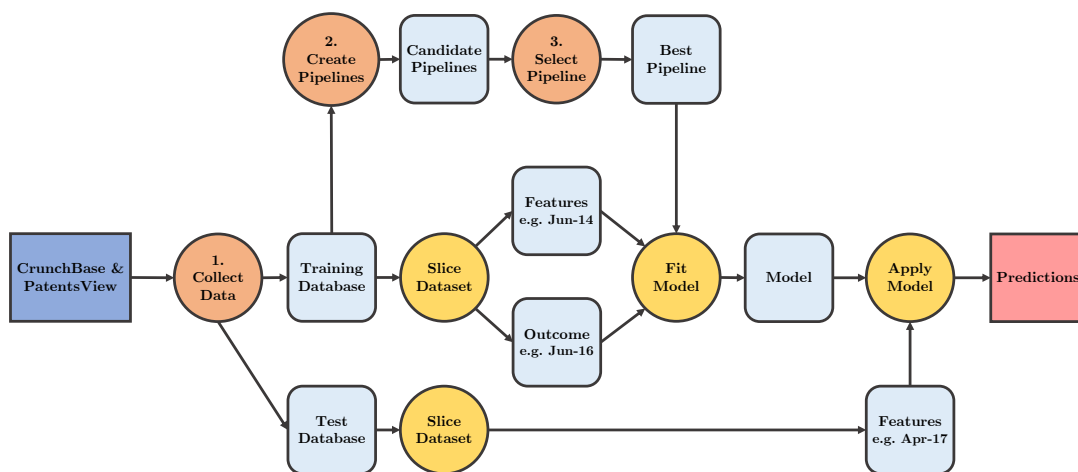 2.
Create
Pipelines
Candidate
Pipelines
3.
Select
Pipeline
Best
Pipeline
Features
e.g. Jun-14
CrunchBase &
PatentsView
1.
Collect
Data
Training
Database
Slice
Dataset
Fit
Model
Model
Apply
Model
Predictions
Outcome
e.g. Jun-16
Test
Database
Slice
Dataset
Features
e.g. Apr-17